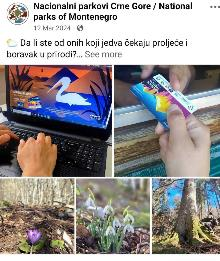 Nacionalni parkovi Crne Gore / National
parks of Montenegro
12 Mar 2024
Da li ste od onih koji jedva čekaju proljeće i
boravak u prirodi?... See more